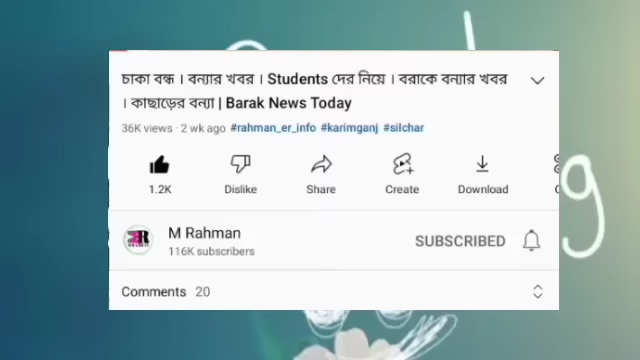 চাকা বন্ধ । বন্যার খবর । Students দের নিয়ে । বরাকে বন্যার খবর
। কাছাড়ের বন্যা | Barak News Today
36K views · 2 wk ago #rahman_er_info #karimganj #silchar
1.2K Dislike Share Create Download
M Rahman
116K subscribers
SUBSCRIBED
Comments 20